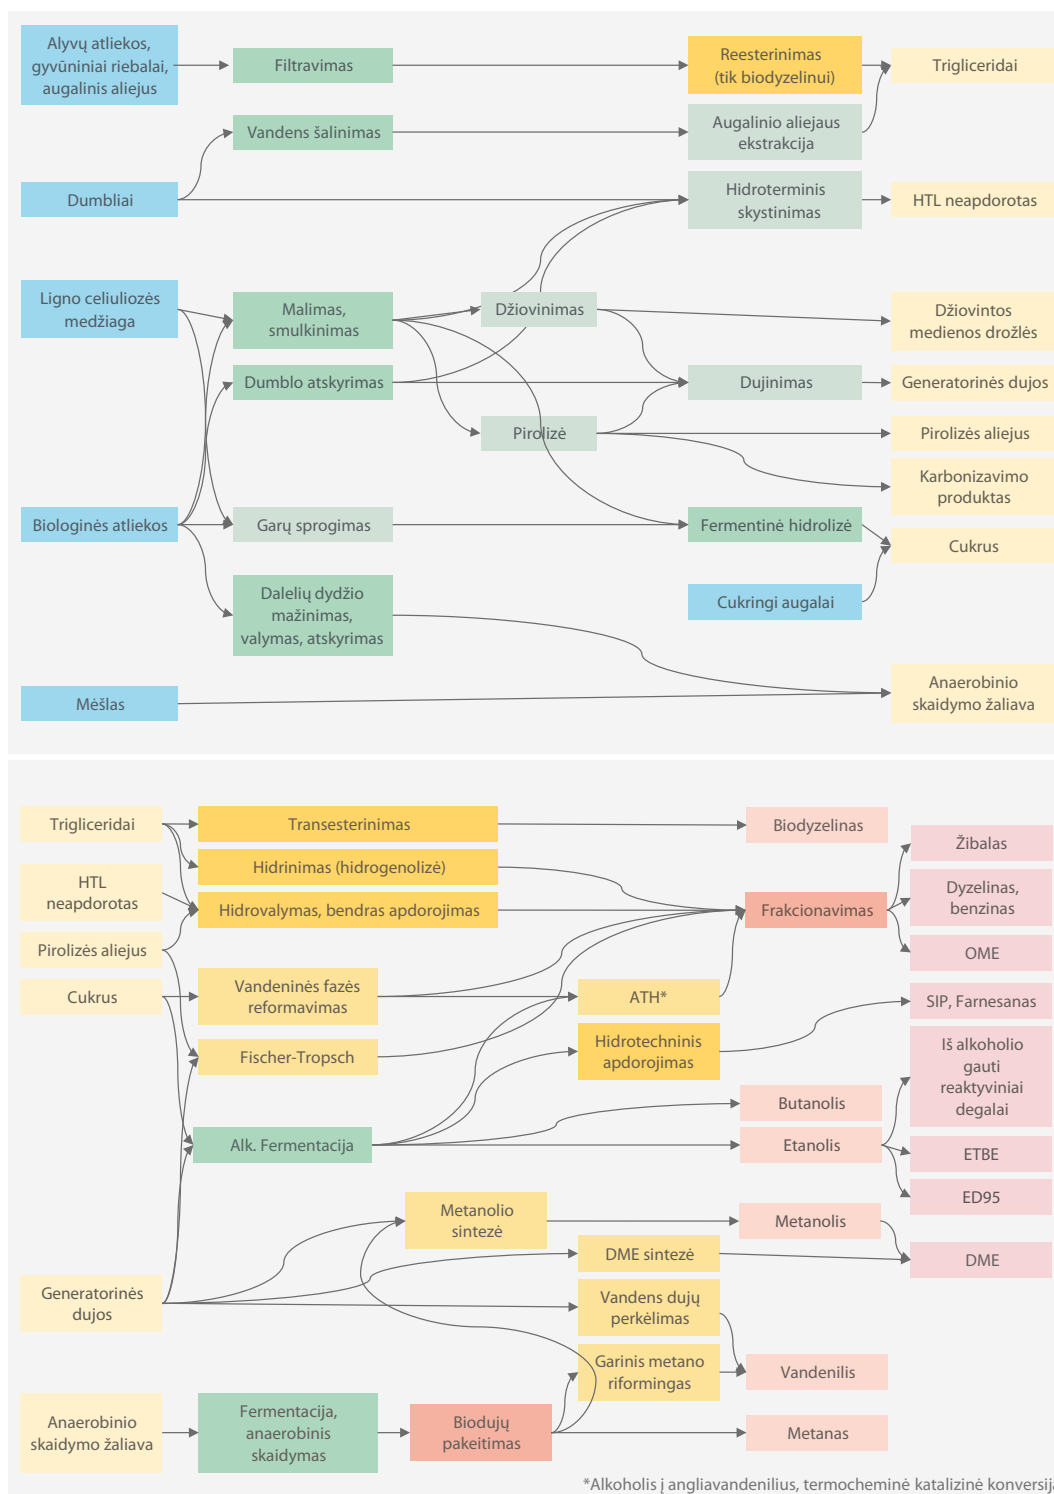 Alyvų atliekos,
gyvūniniai riebalai,
augalinis aliejus
Filtravimas
Reesterinimas
(tik biodyzelinui)
Trigliceridai
Vandens šalinimas
Augalinio aliejaus
ekstrakcija
Dumbliai
Hidroterminis
skystinimas
HTL neapdorotas
Ligno celiuliozės
medžiaga
Malimas,
smulkinimas
Džiovinimas
Džiovintos
medienos drožlės
Dumblo atskyrimas
Dujinimas
Generatorinės dujos
Pirolizė
Pirolizės aliejus
Karbonizavimo
produktas
Biologinės atliekos
Garų sprogimas
Fermentinė hidrolizė
Cukrus
Dalelių dydžio
mažinimas,
valymas, atskyrimas
Cukringi augalai
Mėšlas
Anaerobinio
skaidymo žaliava
Trigliceridai
Transesterinimas
Biodyzelinas
Žibalas
Hidrinimas (hidrogenolizė)
HTL
neapdorotas
Hidrovalymas, bendras apdorojimas
Frakcionavimas
Dyzelinas,
benzinas
Pirolizės aliejus
OME
Cukrus
Vandeninės fazės
reformavimas
ATH*
SIP, Farnesanas
Fischer-Tropsch
Hidrotechninis
apdorojimas
Iš alkoholio
gauti
reaktyviniai
degalai
Butanolis
Alk. Fermentacija
Etanolis
ETBE
ED95
Metanolio
sintezė
Metanolis
DME sintezė
DME
Generatorinės
dujos
Vandens dujų
perkėlimas
Garinis metano
riformingas
Vandenilis
Anaerobinio
skaidymo žaliava
Fermentacija,
anaerobinis
skaidymas
Biodujų
pakeitimas
Metanas
*Alkoholis į angliavandenilius, termocheminė katalizinė konversija